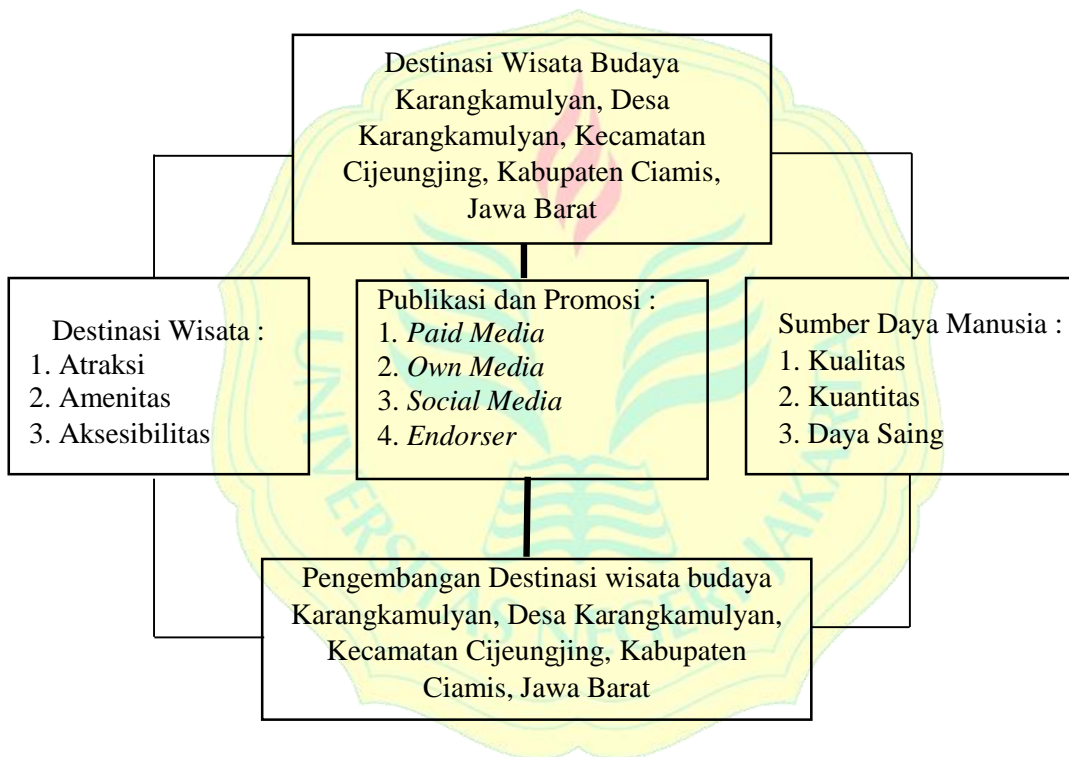 Destinasi Wisata Budaya
Karangkamulyan, Desa
Karangkamulyan, Kecamatan
Cijeungjing, Kabupaten Ciamis,
Jawa Barat
Destinasi Wisata :
1. Atraksi
2. Amenitas
3. Aksesibilitas
Publikasi dan Promosi :
1. Paid Media
2. Own Media
3. Social Media
4. Endorser
Sumber Daya Manusia :
1. Kualitas
2. Kuantitas
3. Daya Saing
Pengembangan Destinasi wisata budaya
Karangkamulyan, Desa Karangkamulyan,
Kecamatan Cijeungjing, Kabupaten
Ciamis, Jawa Barat
UNIVERSITAS NEGERI JAKARTA